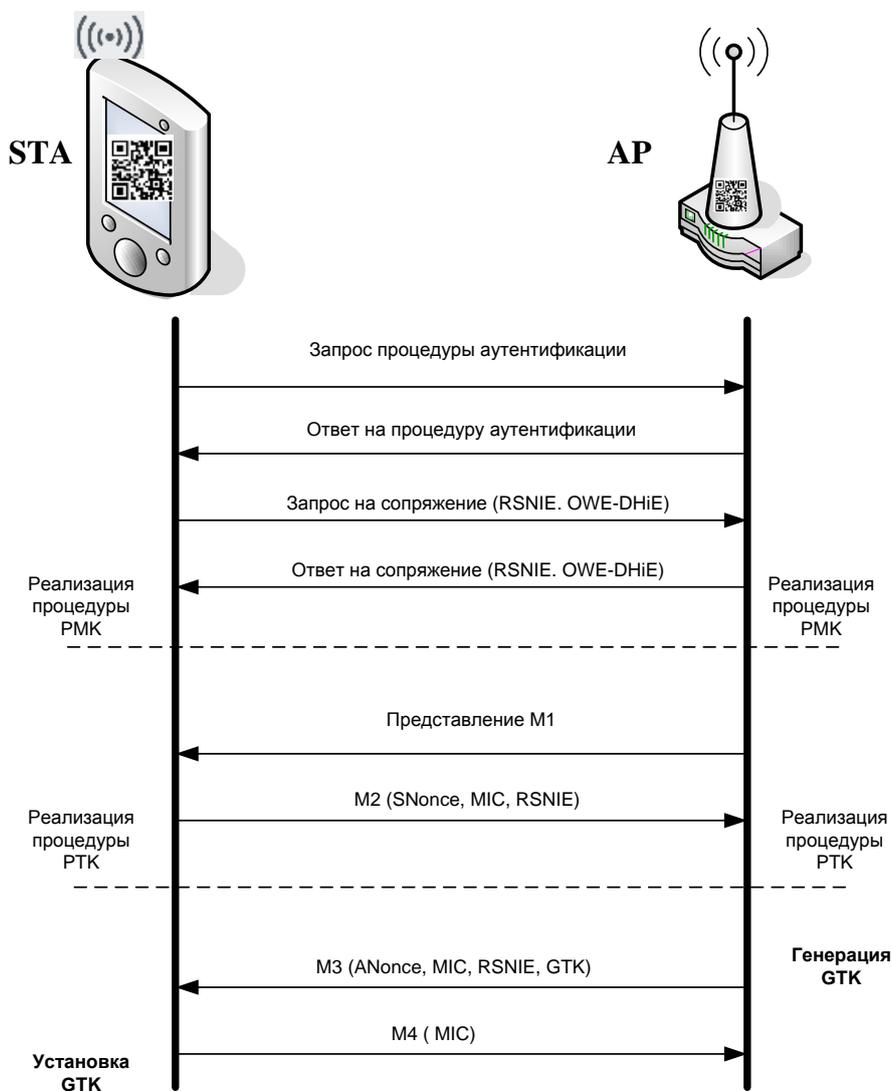 STA
AP
Запрос процедуры аутентификации
Ответ на процедуру аутентификации
Запрос на сопряжение (RSNIE. OWE-DHiE)
Ответ на сопряжение (RSNIE. OWE-DHiE)
Реализация
процедуры
PMK
Реализация
процедуры
PMK
Представление M1
M2 (SNonce, MIC, RSNIE)
Реализация
процедуры
PTK
Реализация
процедуры
PTK
M3 (ANonce, MIC, RSNIE, GTK)
Генерация
GTK
M4 ( MIC)
Установка
GTK